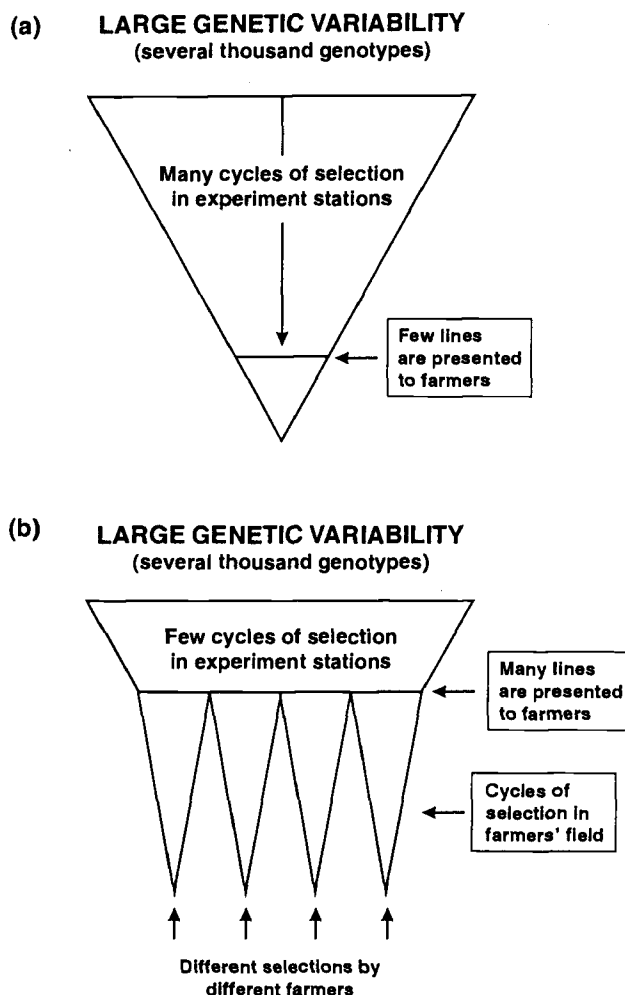 (a) LARGE GENETIC VARIABILITY
(several thousand genotypes)
Many cycles of selection
in experiment stations
Few lines
are presented
to farmers
(b) LARGE GENETIC VARIABILITY
(several thousand genotypes)
Few cycles of selection
in experiment stations
Many lines
are presented
to farmers
Cycles of
selection in
farmers' field
Different selections by
different farmers